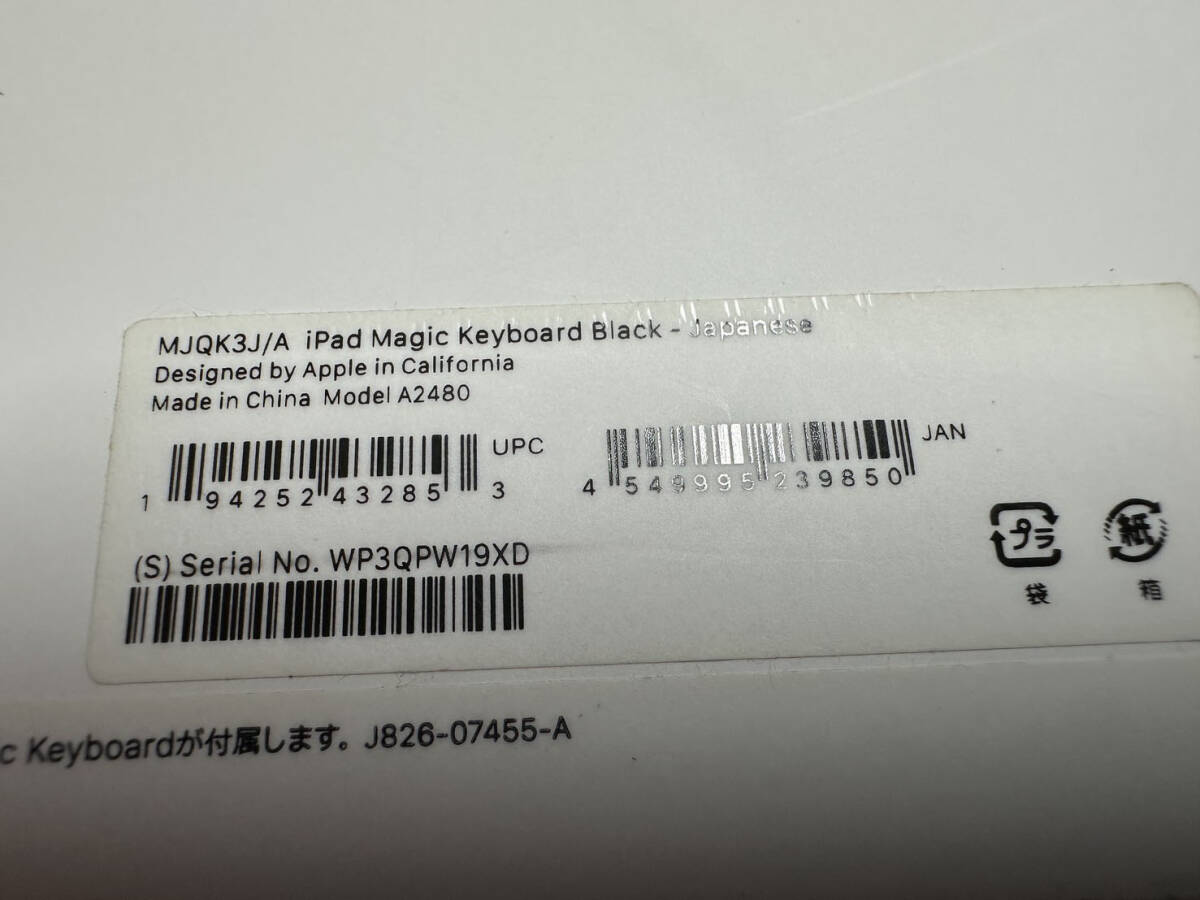 MJQK3J/A iPad Magic Keyboard Black - Japanese
Designed by Apple in California
Made in China Model A2480
UPC
1 94252 43285 3
JAN
4 549995 239850
(S) Serial No. WP3QPW19XD
プラ
袋
紙
箱
c Keyboardが付属します。J826-07455-A